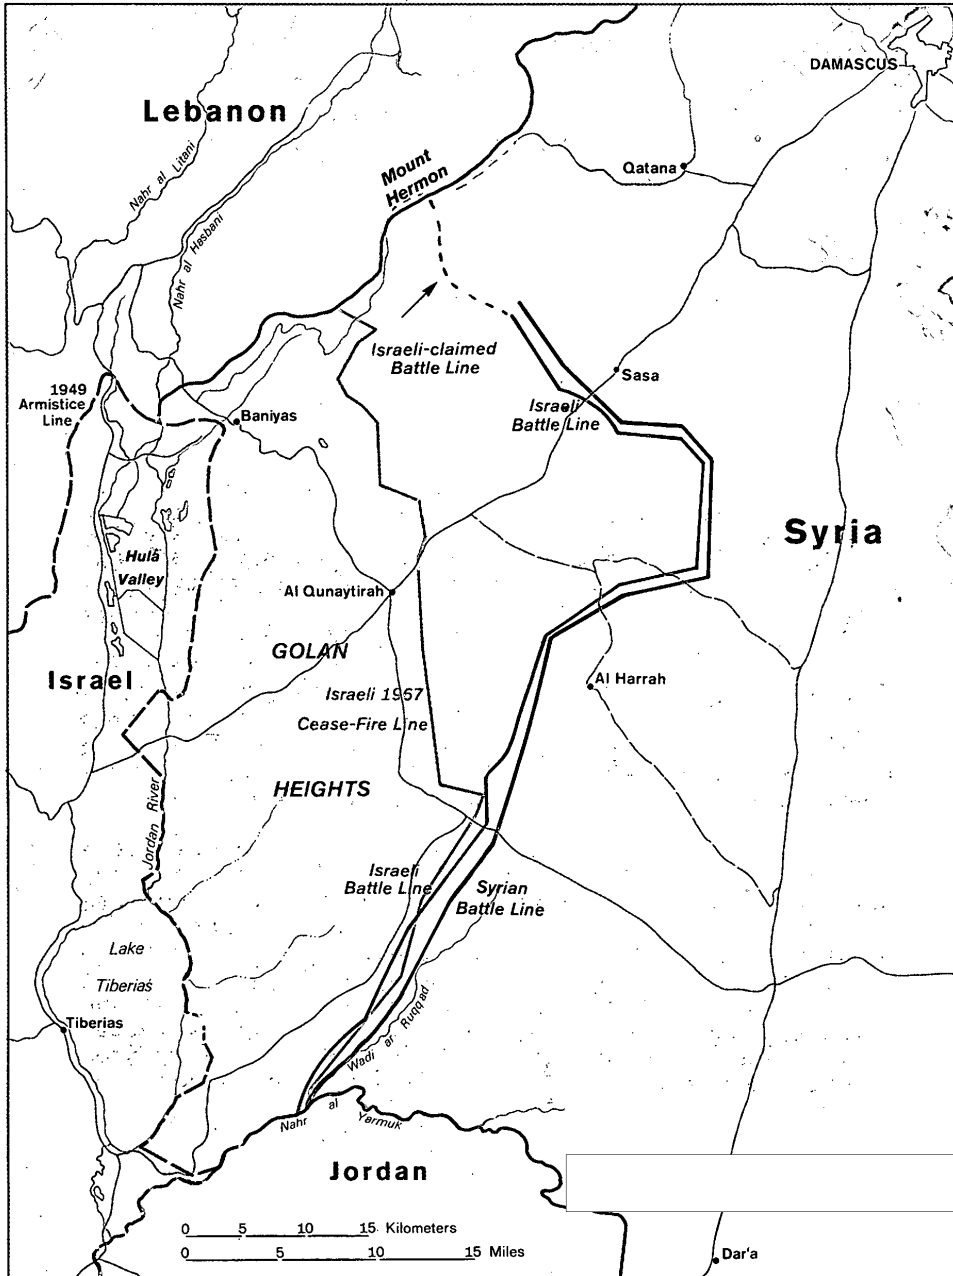 DAMASCUS
Lebanon
Nahr al Litani
Mount
Hermon
Qatana
Nahr al Hasbani
Israeli-claimed
Battle Line
Sasa
1949
Armistice
Line
Baniyas
Israeli
Battle Line
Syria
Hula
Valley
Al Qunaytirah
GOLAN
Israel
Israeli 1967
Cease-Fire Line
Al Harrah
HEIGHTS
Jordan River
Israeli
Battle Line
Syrian
Battle Line
Lake
Tiberias
Tiberias
Wadi ar Ruqqad
Nahr al Yarmuk
Jordan
0 5 10 15 Kilometers
0 5 10 15 Miles
Dar'a